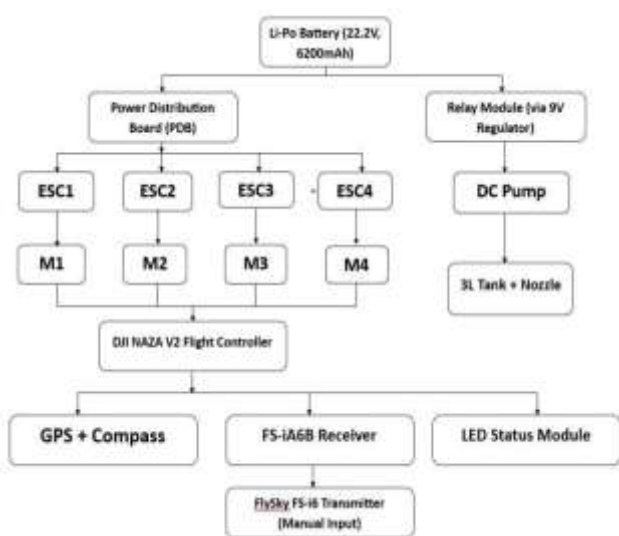 Li-Po Battery (22.2V,
6200mAh)
Power Distribution
Board (PDB)
Relay Module (via 9V
Regulator)
ESC1
ESC2
ESC3
ESC4
DC Pump
M1
M2
M3
M4
3L Tank + Nozzle
DJI NAZA V2 Flight Controller
GPS + Compass
FS-iA6B Receiver
LED Status Module
FlySky FS-i6 Transmitter
(Manual Input)